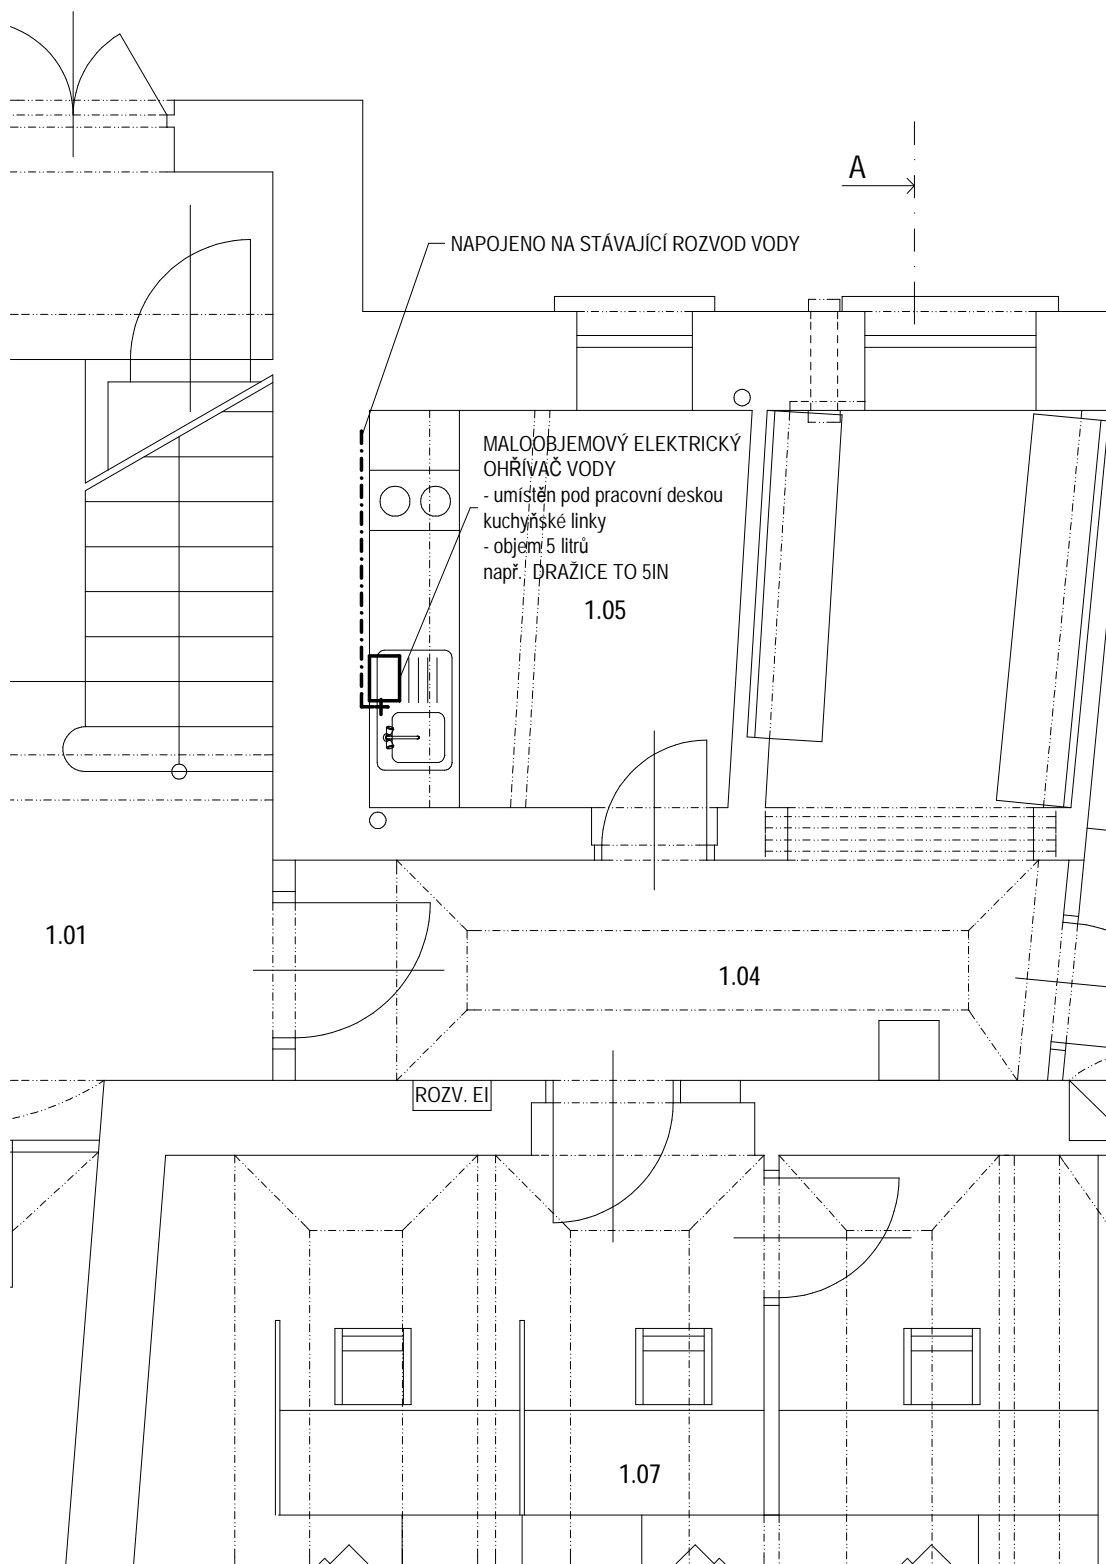 A
NAPOJENO NA STÁVAJÍCÍ ROZVOD VODY
MALOOBJEMOVÝ ELEKTRICKÝ
OHŘÍVAČ VODY
- umístěn pod pracovní deskou
kuchyňské linky
- objem 5 litrů
např. DRAŽICE TO 5IN
1.05
1.01
1.04
ROZV. El
1.07